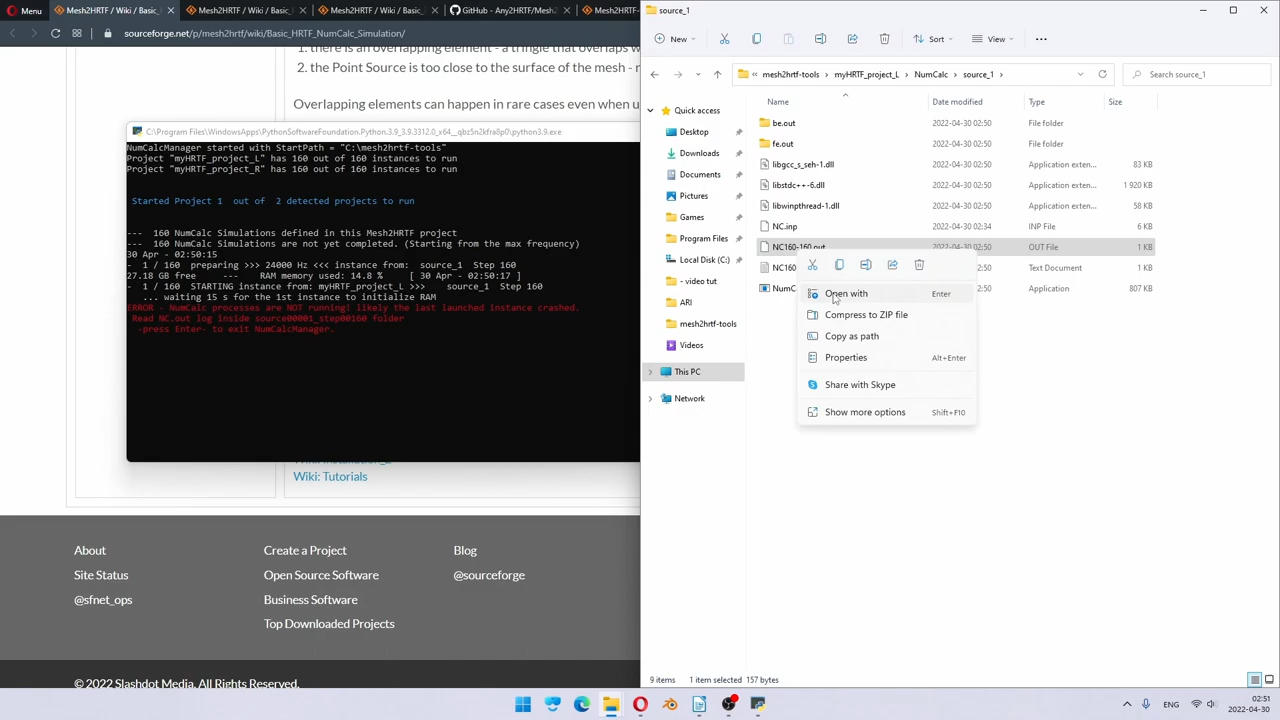 Menu
Mesh2HRTF / Wiki / Basic_
Mesh2HRTF / Wiki / B
Mesh2HRTF / Wiki / B
GitHub - Any2HRTF/Mesh2
Mesh2HRTF / Wiki
sourceforge.net/p/mesh2hrtf/wiki/Basic_HRTF_NumCalc_Simulation/
1. there is an overlapping element - a tringle that overlaps
2. the Point Source is too close to the surface of the mesh -
Overlapping elements can happen in rare cases even when u
C:\Program Files\WindowsApps\PythonSoftwareFoundation.Python.3.9_3.9.3312.0_x64__qbz5n2kfra8p0\python3.9.exe
NumCalcManager started with StartPath = "C:\mesh2hrtf-tools"
Project "myHRTF_project_L" has 160 out of 160 instances to run
Project "myHRTF_project_R" has 160 out of 160 instances to run
Started Project 1 out of 2 detected projects to run
--- 160 NumCalc Simulations defined in this Mesh2HRTF project
--- 160 NumCalc Simulations are not yet completed. (Starting from the max frequency)
30 Apr - 02:50:15
- 1 / 160 preparing >>> 24000 Hz <<< instance from: source_1 Step 160
27.18 GB free --- RAM memory used: 14.8 % [ 30 Apr - 02:50:17 ]
- 1 / 160 STARTING instance from: myHRTF_project_L >>> source_1 Step 160
... waiting 15 s for the 1st instance to initialize RAM
ERROR - NumCalc processes are NOT running! likely the last launched instance crashed.
Read NC.out log inside source00001_step00160 folder
-press Enter- to exit NumCalcManager.
Wiki: Tutorials
About
Site Status
@sfnet_ops
Create a Project
Open Source Software
Business Software
Top Downloaded Projects
Blog
@sourceforge
© 2022 Slashdot Media. All Rights Reserved.
source_1
New
Sort
View
mesh2hrtf-tools
myHRTF_project_L
NumCalc
source_1
Search source_1
Quick access
Desktop
Downloads
Documents
Pictures
Games
Program Files
Local Disk (C:)
- video tut
ARI
mesh2hrtf-tools
Videos
This PC
Network
Name Date modified Type Size
be.out 2022-04-30 02:50 File folder
fe.out 2022-04-30 02:50 File folder
libgcc_s_seh-1.dll 2022-04-30 02:50 Application exten... 83 KB
libstdc++-6.dll 2022-04-30 02:50 Application exten... 1 920 KB
libwinpthread-1.dll 2022-04-30 02:50 Application exten... 58 KB
NC.inp 2022-04-30 02:34 INP File 6 KB
NC160-160.out 2022-04-30 02:50 OUT File 1 KB
NC160 2:50 Text Document 1 KB
NumC 2:50 Application 807 KB
Open with Enter
Compress to ZIP file
Copy as path
Properties Alt+Enter
Share with Skype
Show more options Shift+F10
9 items 1 item selected 157 bytes
ENG
02:51
2022-04-30